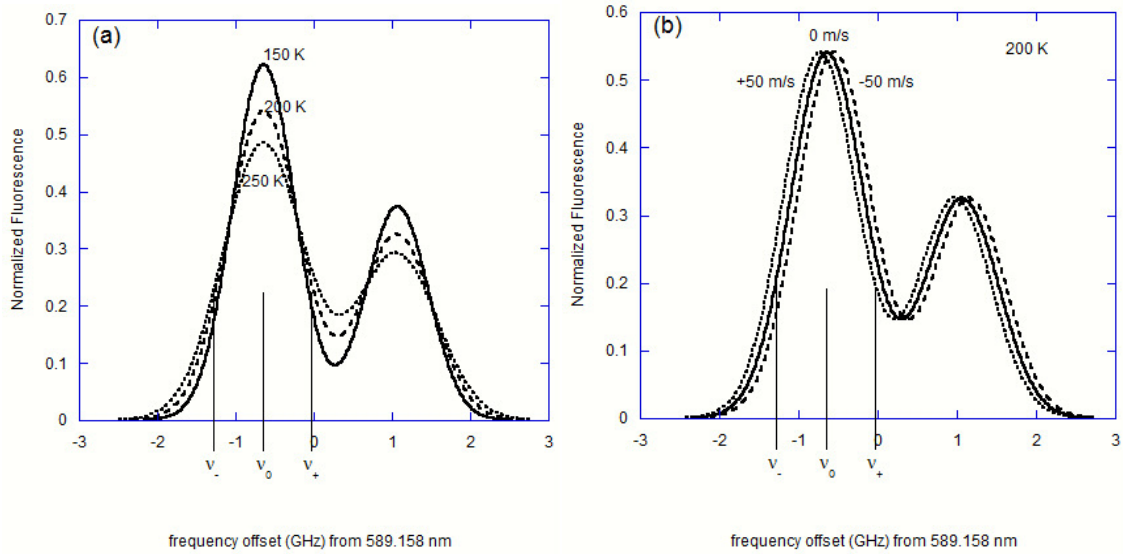 (a)
150 K
200 K
250 K
Normalized Fluorescence
0.7
0.6
0.5
0.4
0.3
0.2
0.1
0
-3 -2 -1 0 1 2 3
ν- ν0 ν+
frequency offset (GHz) from 589.158 nm
(b)
0 m/s
200 K
+50 m/s -50 m/s
Normalized Fluorescence
0.6
0.5
0.4
0.3
0.2
0.1
0
-3 -2 -1 0 1 2 3
ν- ν0 ν+
frequency offset (GHz) from 589.158 nm